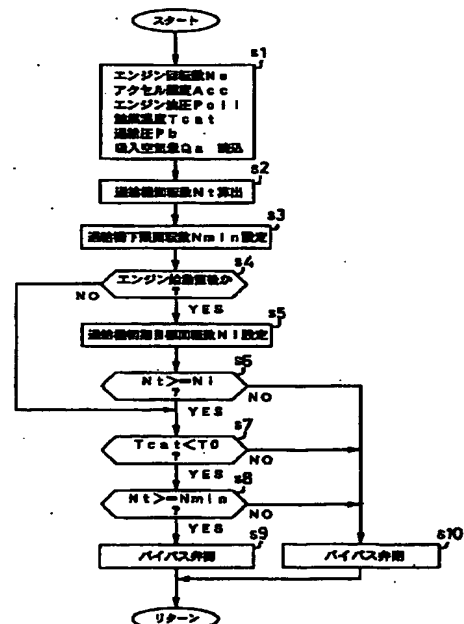 スタート
s1
エンジン回転数Ne
アクセル開度Acc
エンジン油圧Poil
触媒温度Tcat
過給圧Pb
吸入空気量Qa 読込
s2
過給機回転数Nt算出
s3
過給機下限回転数Nmin設定
s4
エンジン始動直後か
?
NO
YES
s5
過給機初期目標回転数Ni設定
s6
Nt>=Ni
?
NO
YES
s7
Tcat<T0
?
NO
YES
s8
Nt>=Nmin
?
NO
YES
s9
s10
バイパス弁開
バイパス弁閉
リターン